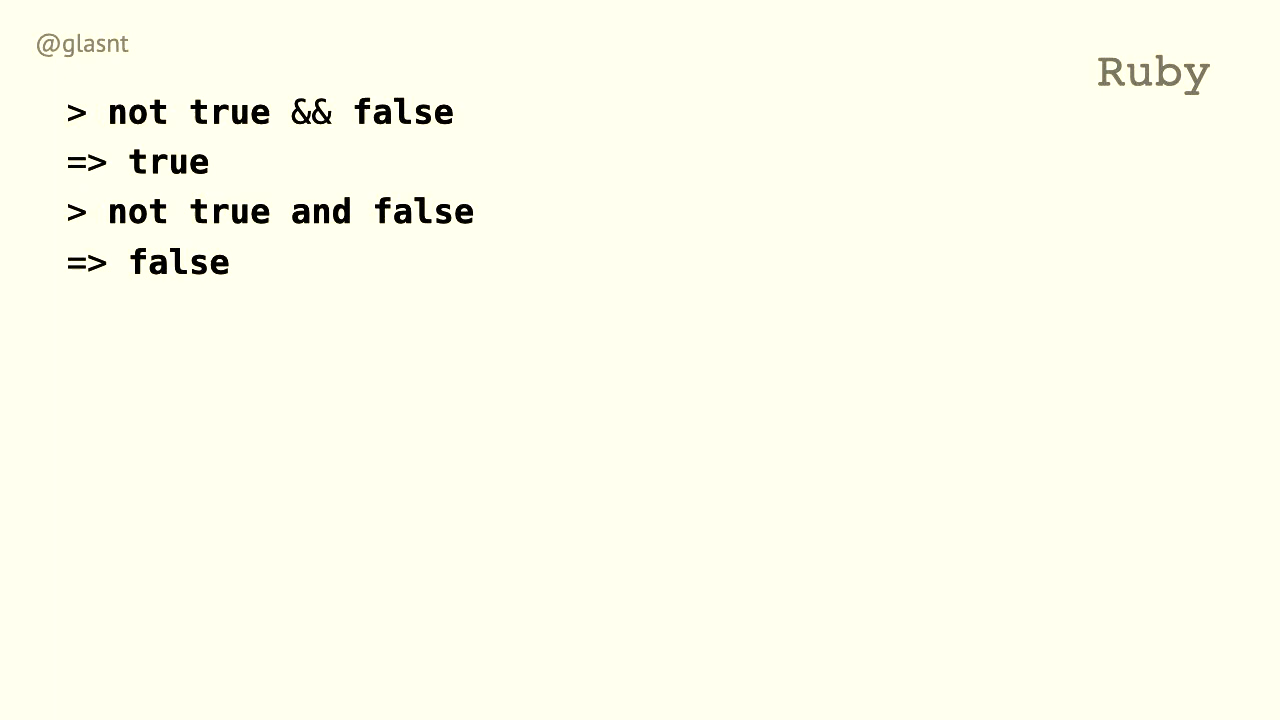 @glasnt
Ruby
> not true && false
=> true
> not true and false
=> false